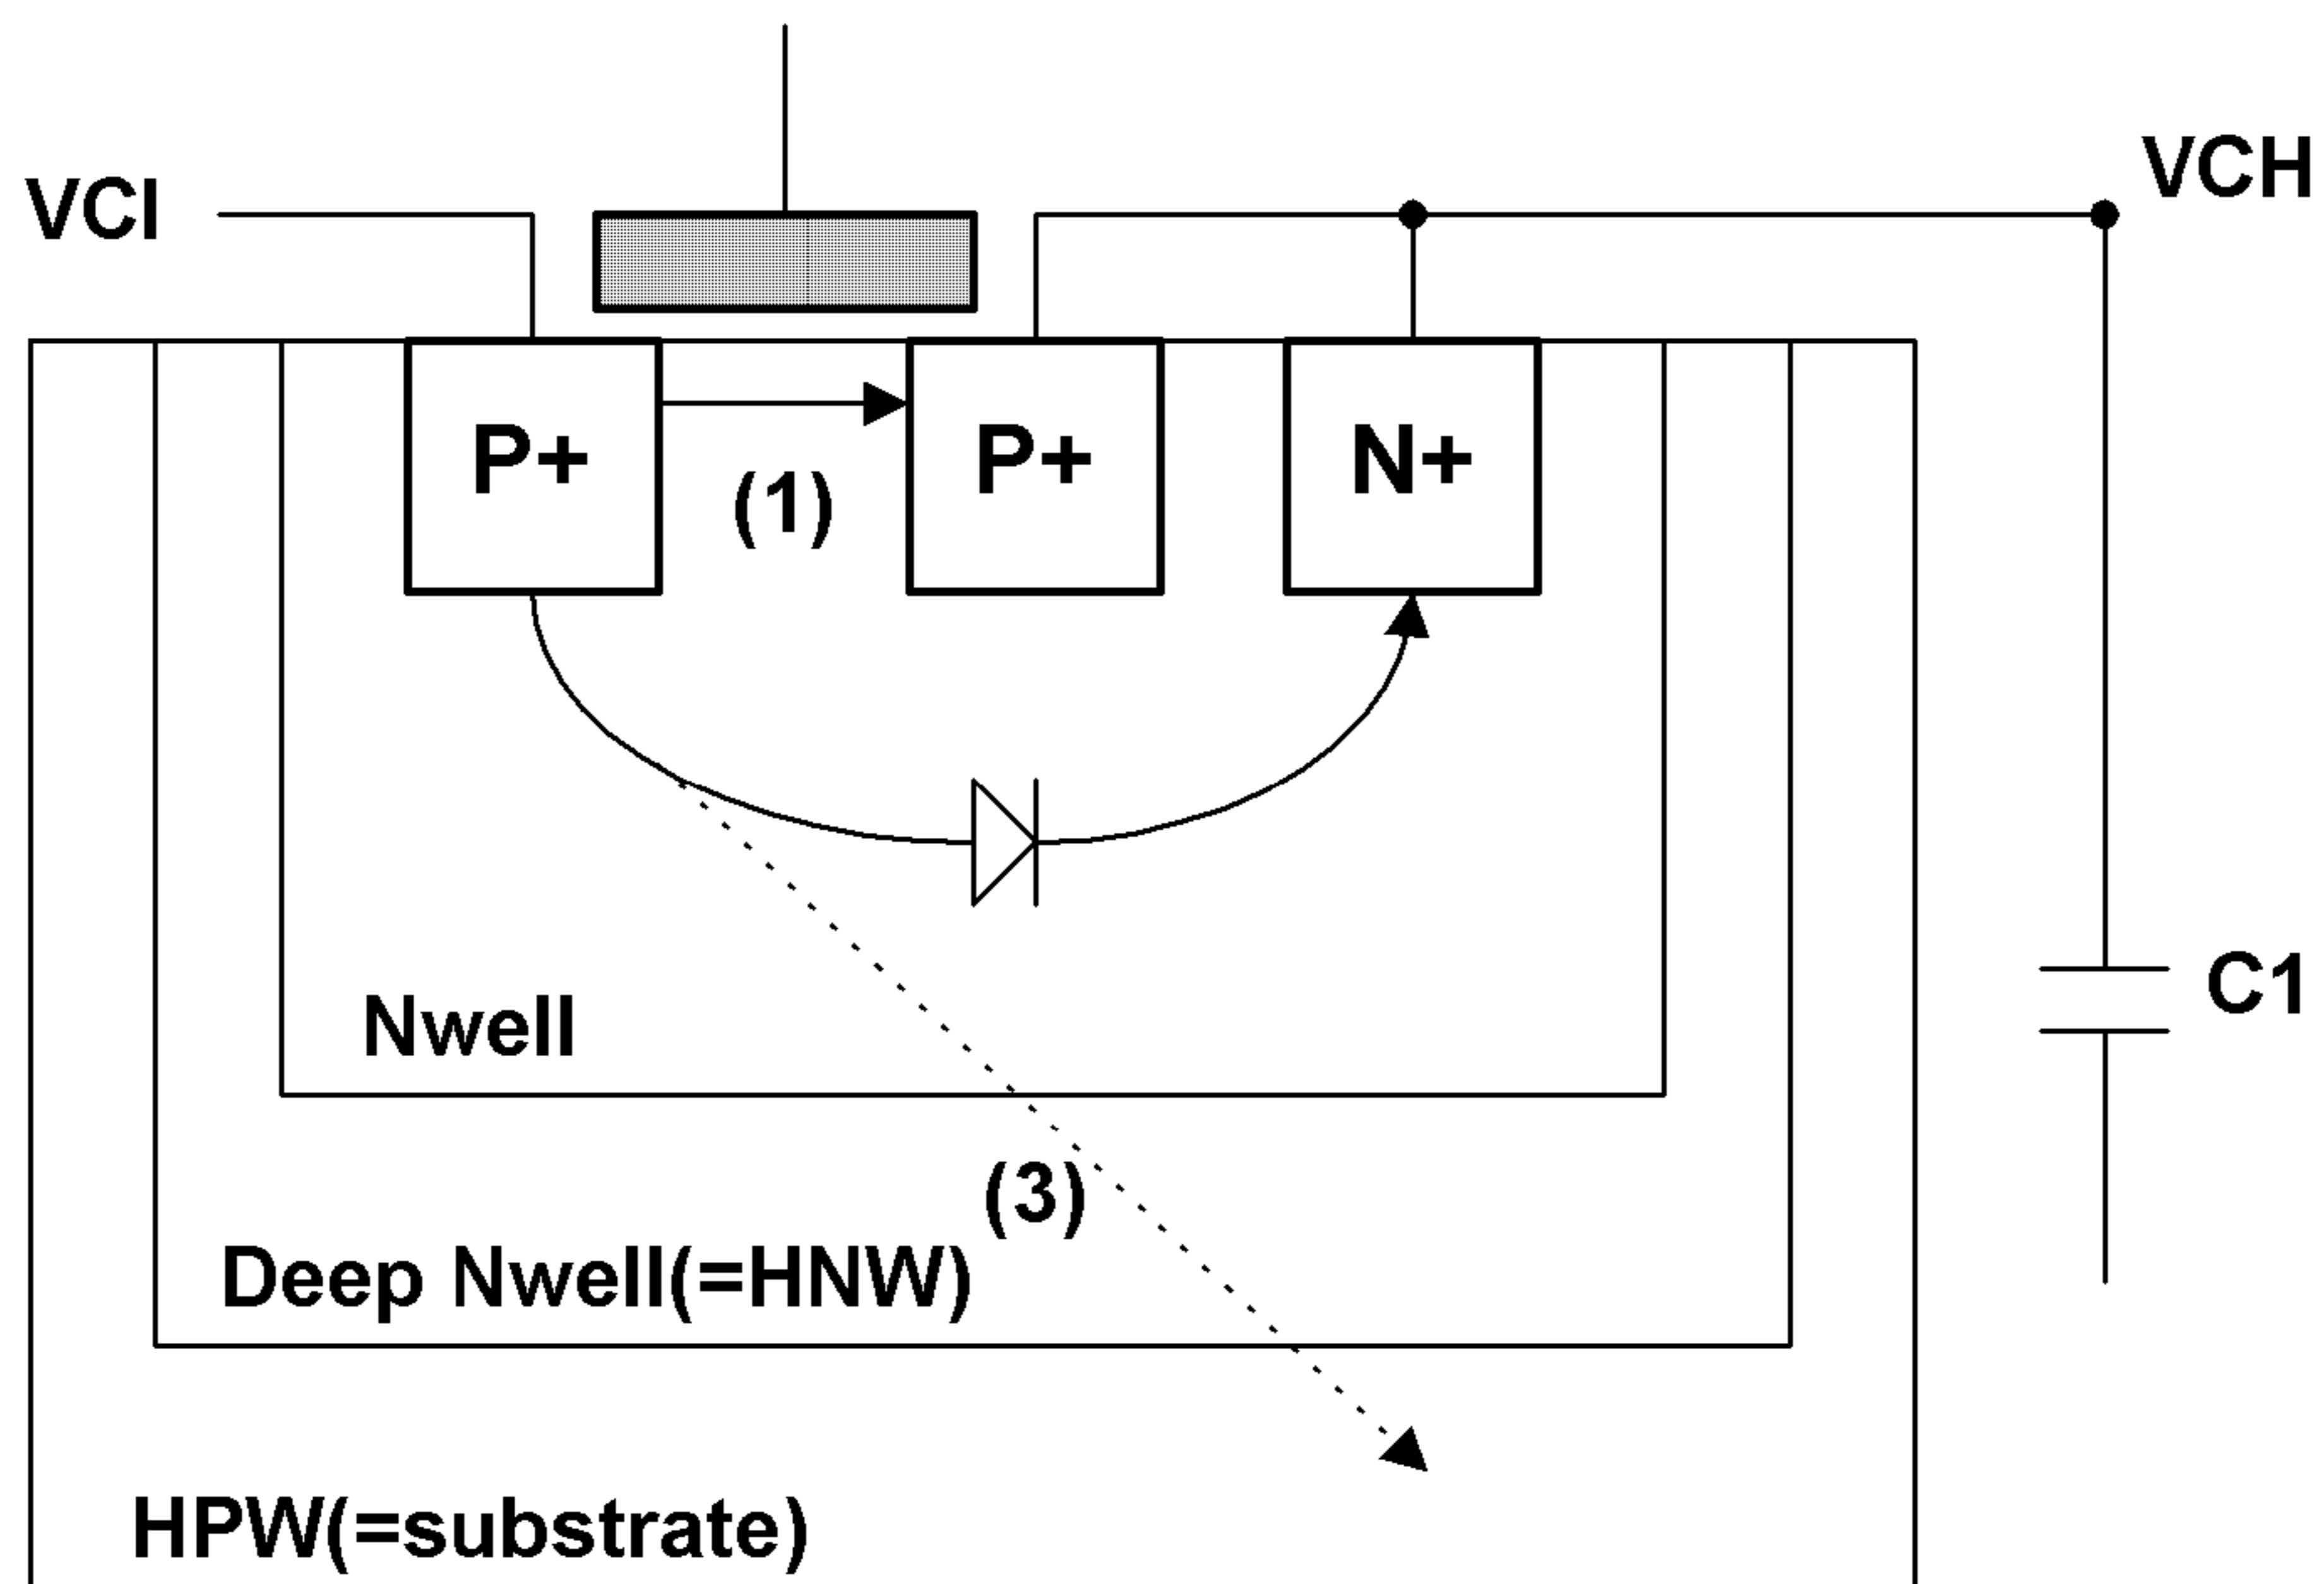 VCI
VCH
P+
P+
N+
(1)
C1
Nwell
(3)
Deep Nwell(=HNW)
HPW(=substrate)